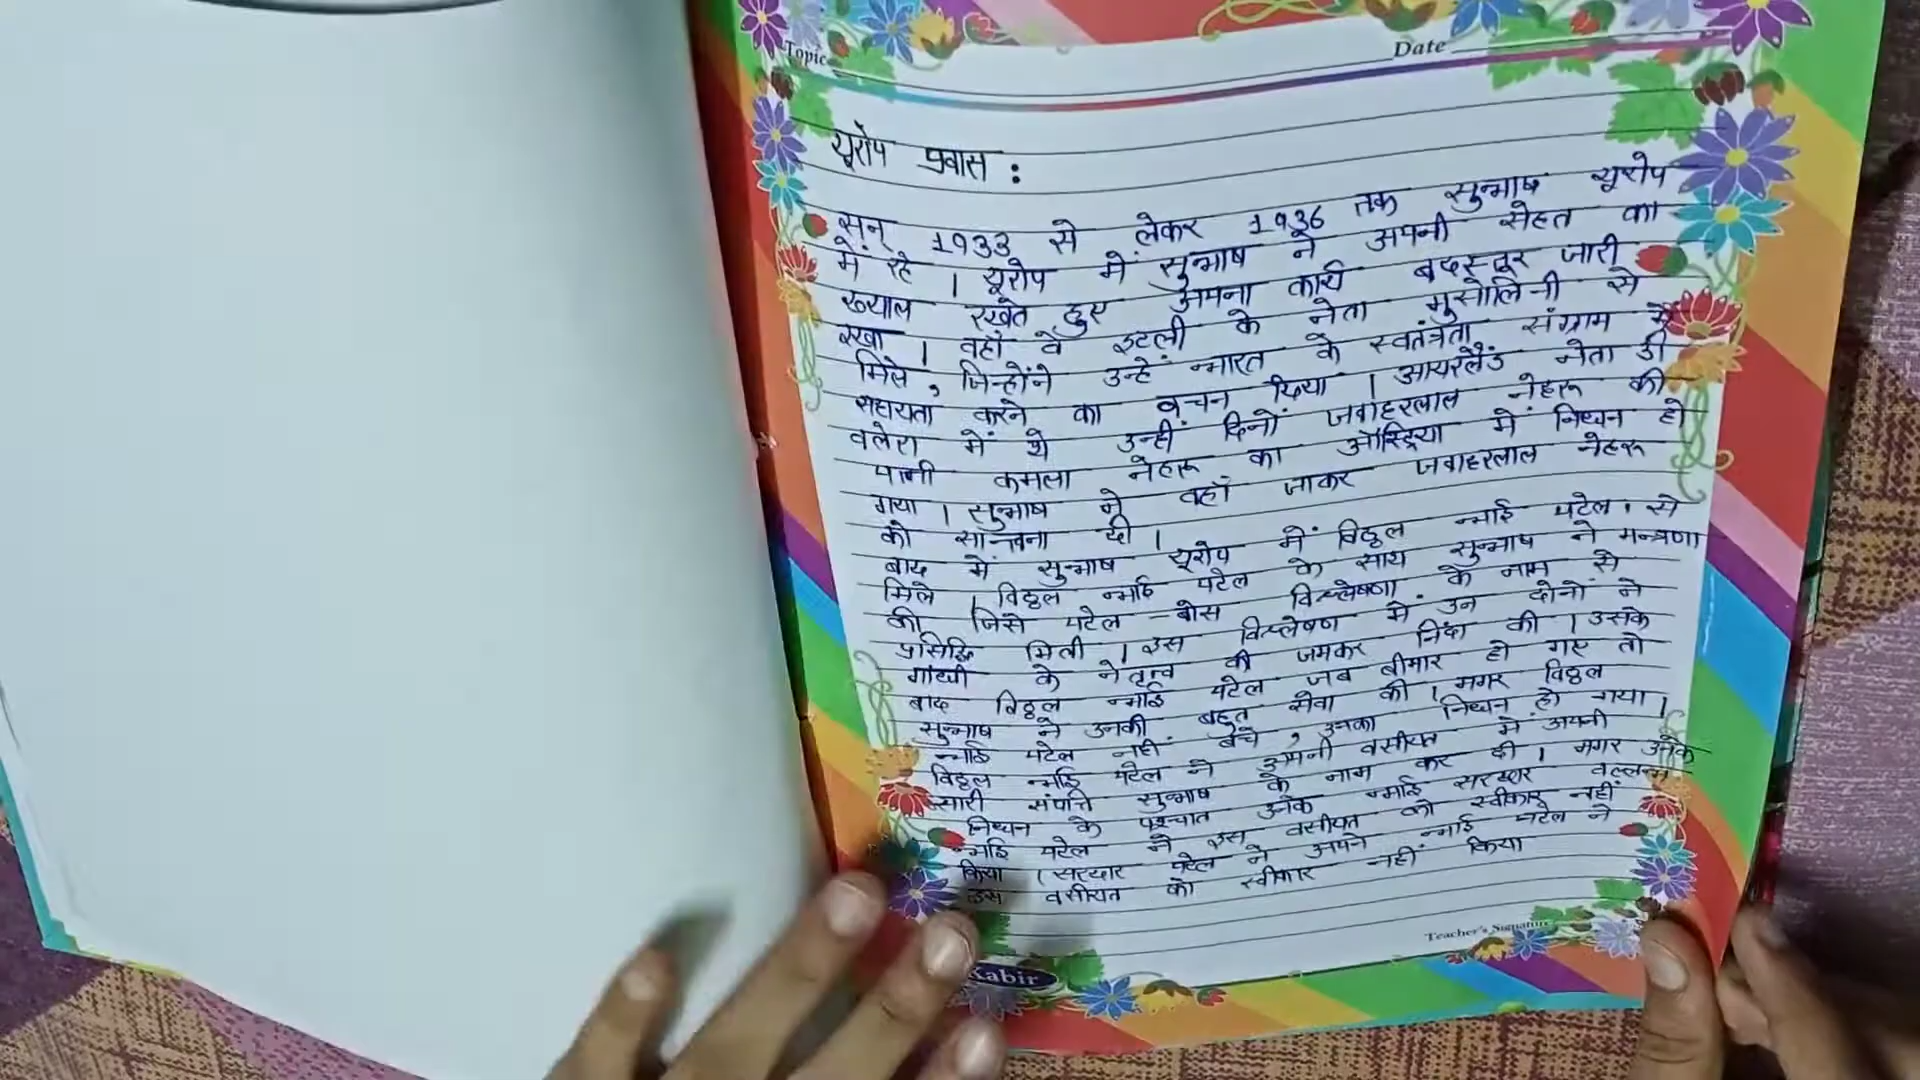 Topic Date
यूरोप प्रवास :
सन् 1933 से लेकर 1936 तक सुभाष यूरोप
में रहे । यूरोप में सुभाष ने अपनी सेहत का
ख्याल रखते हुए अपना कार्य बदस्तूर जारी
रखा । वहाँ वे इटली के नेता मुसोलिनी से
मिले , जिन्होंने उन्हें भारत के स्वतंत्रता संग्राम में
सहायता करने का वचन दिया । आयरलैंड नेता डी
वलेरा में थे उन्हीं दिनों जवाहरलाल नेहरू की
पत्नी कमला नेहरू का ऑस्ट्रिया में निधन हो
गया । सुभाष ने वहाँ जाकर जवाहरलाल नेहरू
को सान्त्वना दी ।
बाद में सुभाष यूरोप में विठ्ठल भाई पटेल से
मिले । विठ्ठल भाई पटेल के साथ सुभाष ने मन्त्रणा
की जिसे पटेल -बोस विश्लेषण के नाम से
प्रसिद्धि मिली । इस विश्लेषण में उन दोनों ने
गांधी के नेतृत्व की जमकर निंदा की । उसके
बाद विठ्ठल भाई पटेल जब बीमार हो गए तो
सुभाष ने उनकी बहुत सेवा की । मगर विठ्ठल
भाई पटेल नहीं बचे , उनका निधन हो गया ।
विठ्ठल भाई पटेल ने अपनी वसीयत में अपनी
सारी संपत्ति सुभाष के नाम कर दी । मगर उनके
निधन के पश्चात उनके भाई सरदार वल्लभ
भाई पटेल ने इस वसीयत को स्वीकार नहीं
किया । सरदार पटेल ने अपने भाई पटेल ने
इस वसीयत को स्वीकार नहीं किया
Teacher's Signature
Kabir